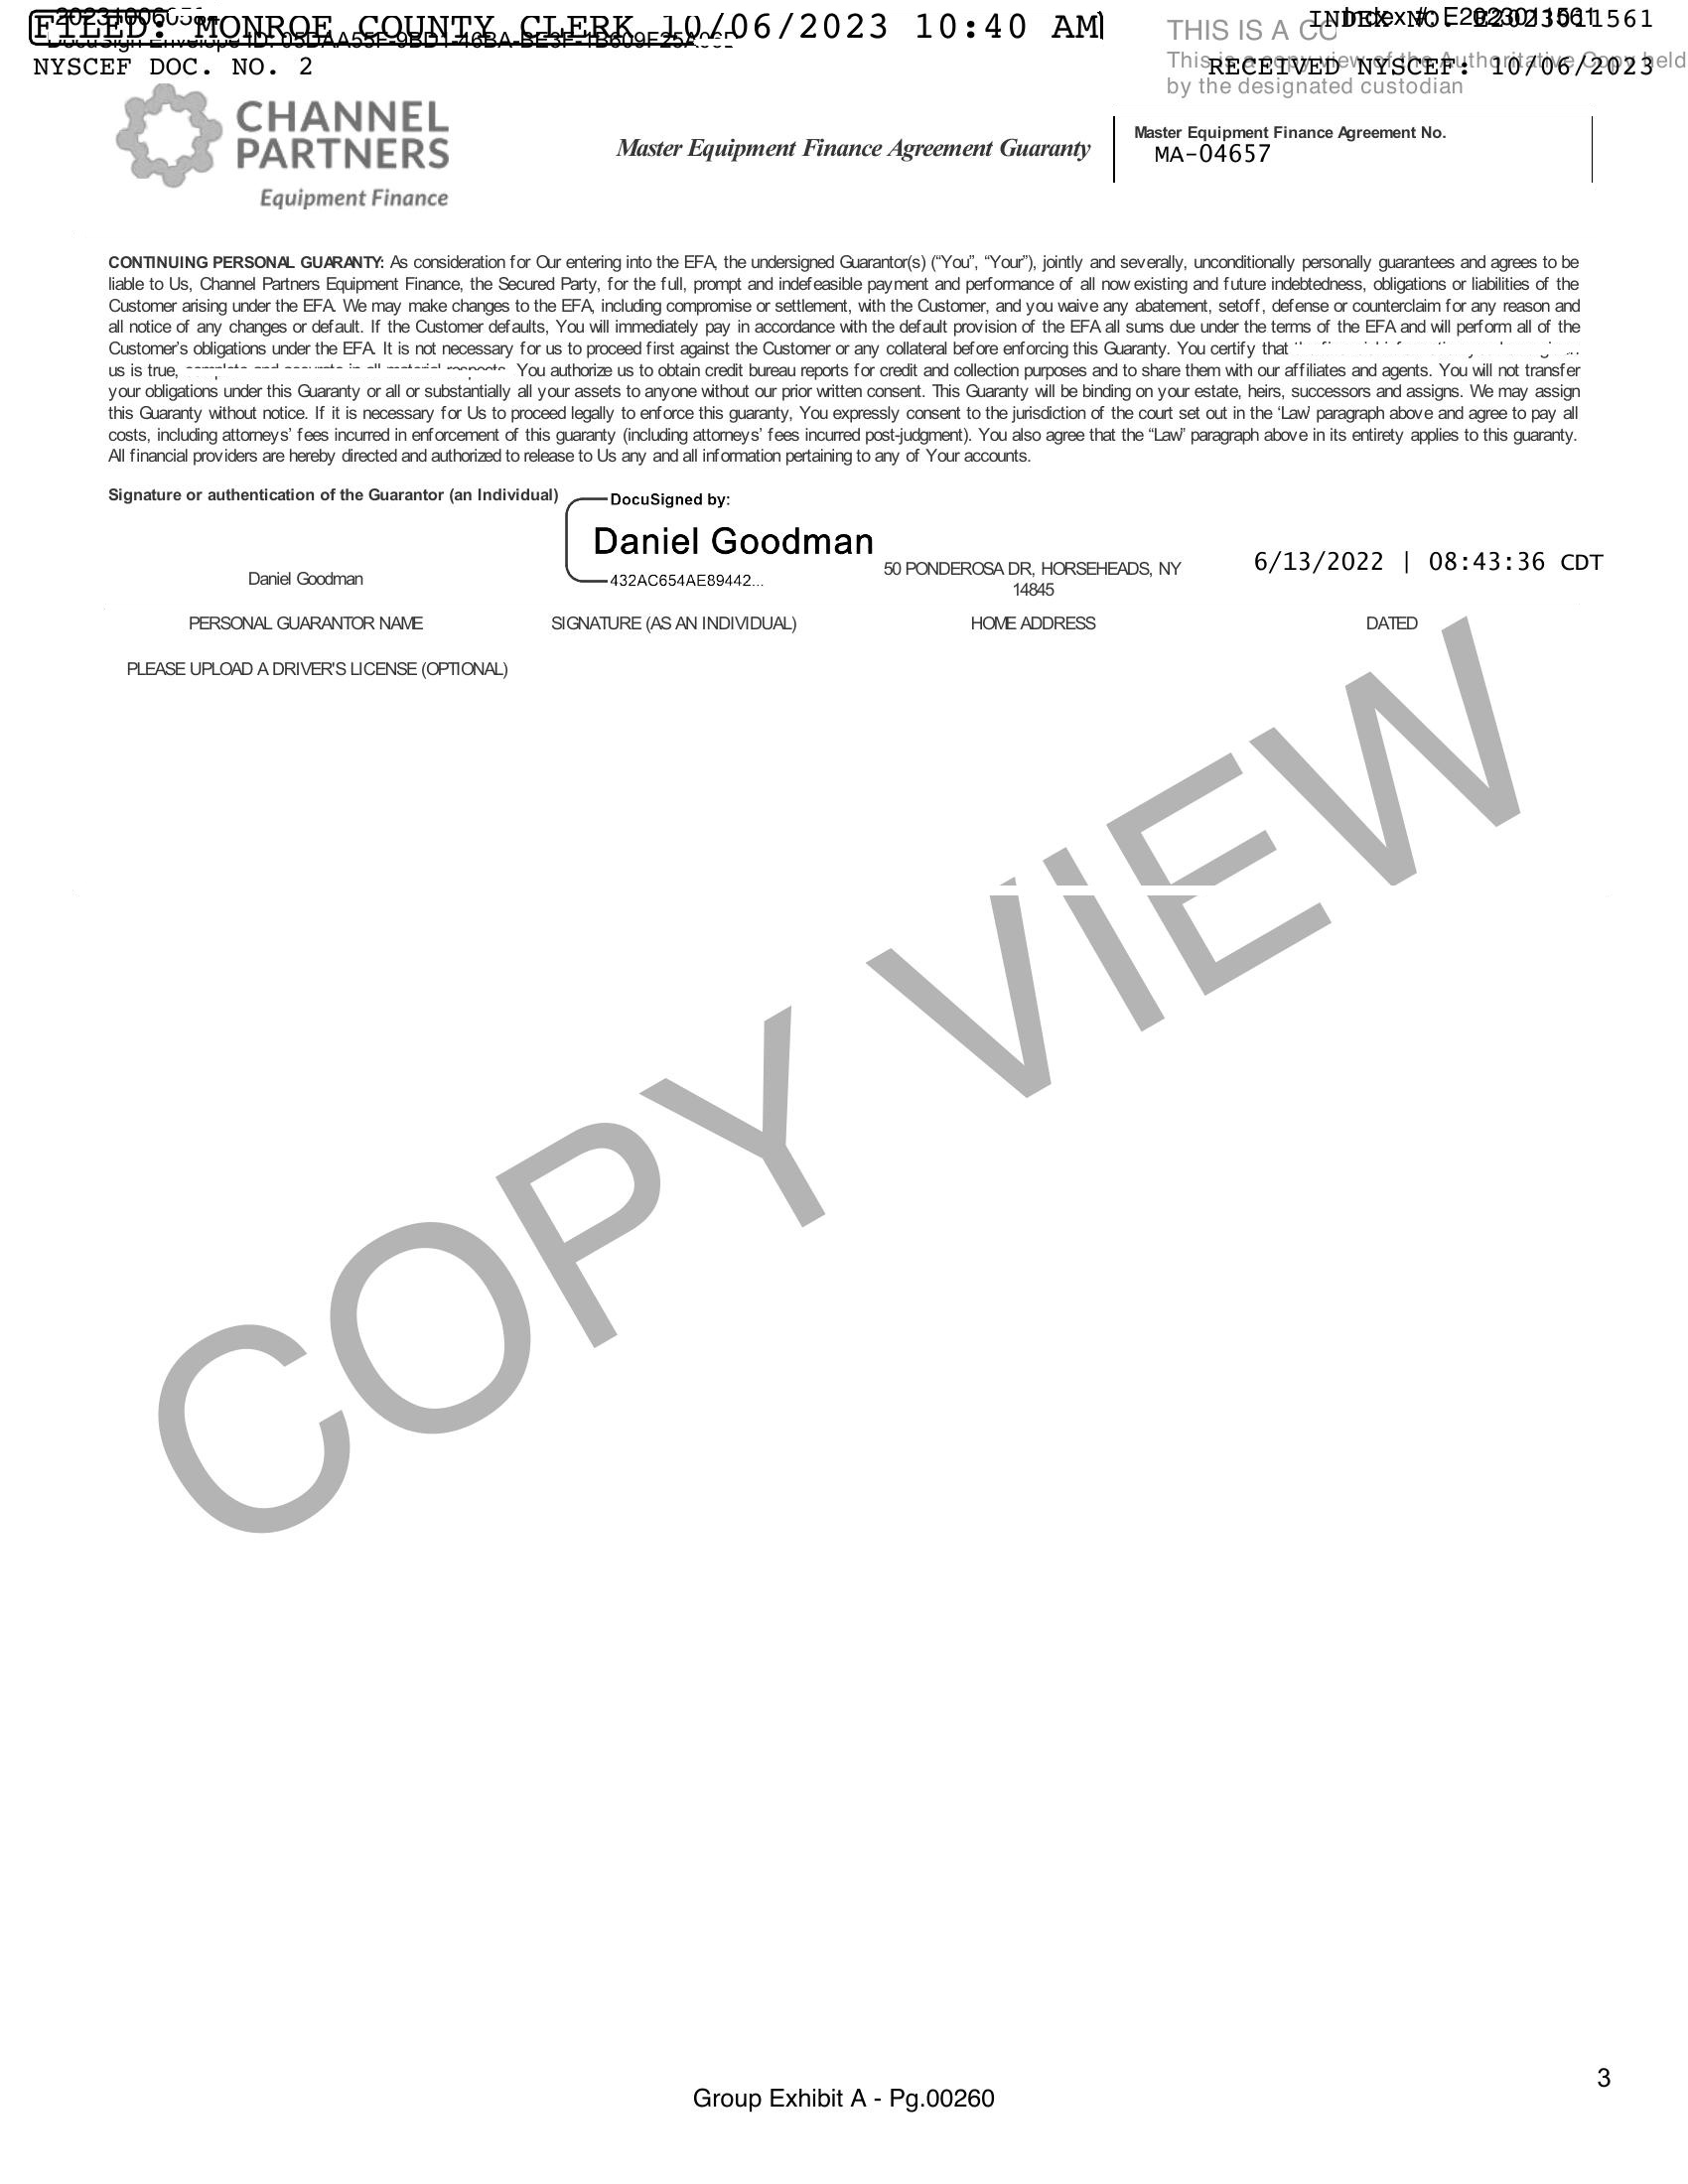 FILED: MONROE COUNTY CLERK 10/06/2023 10:40 AM
INDEX NO. E2023011561
NYSCEF DOC. NO. 2
RECEIVED NYSCEF: 10/06/2023
THIS IS A
This is a copy view of the Authoritative Copy held
by the designated custodian
CHANNEL
PARTNERS
Equipment Finance
Master Equipment Finance Agreement Guaranty
Master Equipment Finance Agreement No.
MA-04657
CONTINUING PERSONAL GUARANTY: As consideration for Our entering into the EFA, the undersigned Guarantor(s) (“You”, “Your”), jointly and severally, unconditionally personally guarantees and agrees to be
liable to Us, Channel Partners Equipment Finance, the Secured Party, for the full, prompt and indefeasible payment and performance of all now existing and future indebtedness, obligations or liabilities of the
Customer arising under the EFA. We may make changes to the EFA, including compromise or settlement, with the Customer, and you waive any abatement, setoff, defense or counterclaim for any reason and
all notice of any changes or default. If the Customer defaults, You will immediately pay in accordance with the default provision of the EFA all sums due under the terms of the EFA and will perform all of the
Customer’s obligations under the EFA. It is not necessary for us to proceed first against the Customer or any collateral before enforcing this Guaranty. You certify that
us is true, complete and accurate in all material respects. You authorize us to obtain credit bureau reports for credit and collection purposes and to share them with our affiliates and agents. You will not transfer
your obligations under this Guaranty or all or substantially all your assets to anyone without our prior written consent. This Guaranty will be binding on your estate, heirs, successors and assigns. We may assign
this Guaranty without notice. If it is necessary for Us to proceed legally to enforce this guaranty, You expressly consent to the jurisdiction of the court set out in the ‘Law’ paragraph above and agree to pay all
costs, including attorneys’ fees incurred in enforcement of this guaranty (including attorneys’ fees incurred post-judgment). You also agree that the “Law” paragraph above in its entirety applies to this guaranty.
All financial providers are hereby directed and authorized to release to Us any and all information pertaining to any of Your accounts.
Signature or authentication of the Guarantor (an Individual)
DocuSigned by:
Daniel Goodman
432AC654AE89442...
Daniel Goodman
50 PONDEROSA DR, HORSEHEADS, NY
14845
6/13/2022 | 08:43:36 CDT
PERSONAL GUARANTOR NAME
SIGNATURE (AS AN INDIVIDUAL)
HOME ADDRESS
DATED
PLEASE UPLOAD A DRIVER'S LICENSE (OPTIONAL)
COPY VIEW
3
Group Exhibit A - Pg.00260